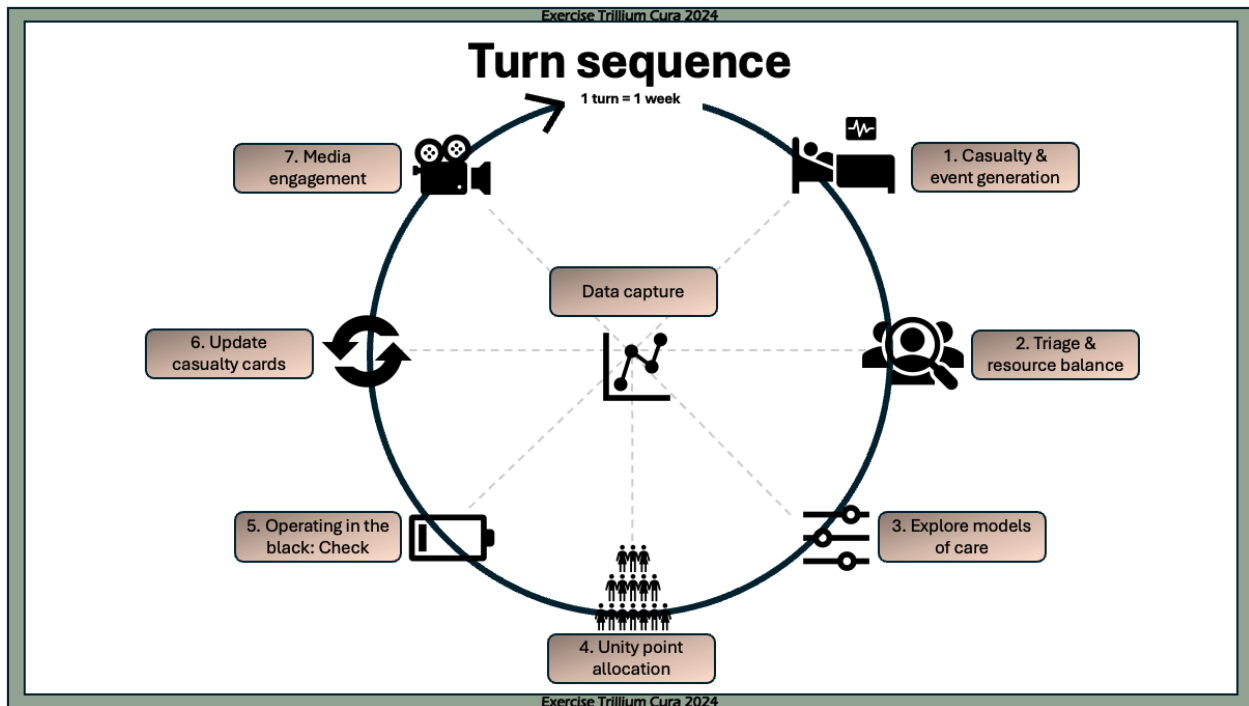 Exercise Trillium Cura 2024
Turn sequence
1 turn = 1 week
1. Casualty &
event generation
2. Triage &
resource balance
3. Explore models
of care
4. Unity point
allocation
5. Operating in the
black: Check
6. Update
casualty cards
7. Media
engagement
Data capture
Exercise Trillium Cura 2024